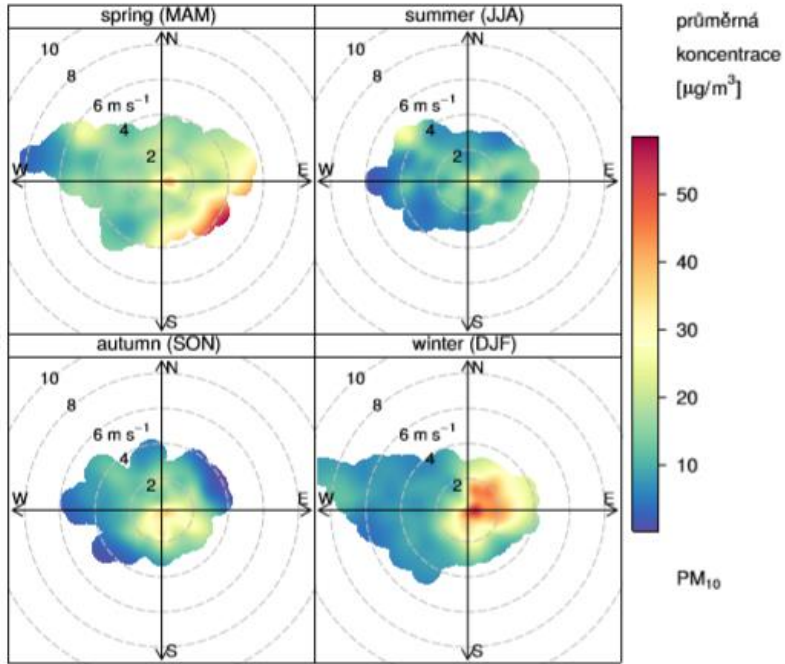 spring (MAM)
N
10
8
6 m s⁻¹
4
2
W
E
S
summer (JJA)
N
10
8
6 m s⁻¹
4
2
W
E
S
autumn (SON)
N
10
8
6 m s⁻¹
4
2
W
E
S
winter (DJF)
N
10
8
6 m s⁻¹
4
2
W
E
S
průměrná
koncentrace
[µg/m³]
50
40
30
20
10
PM₁₀